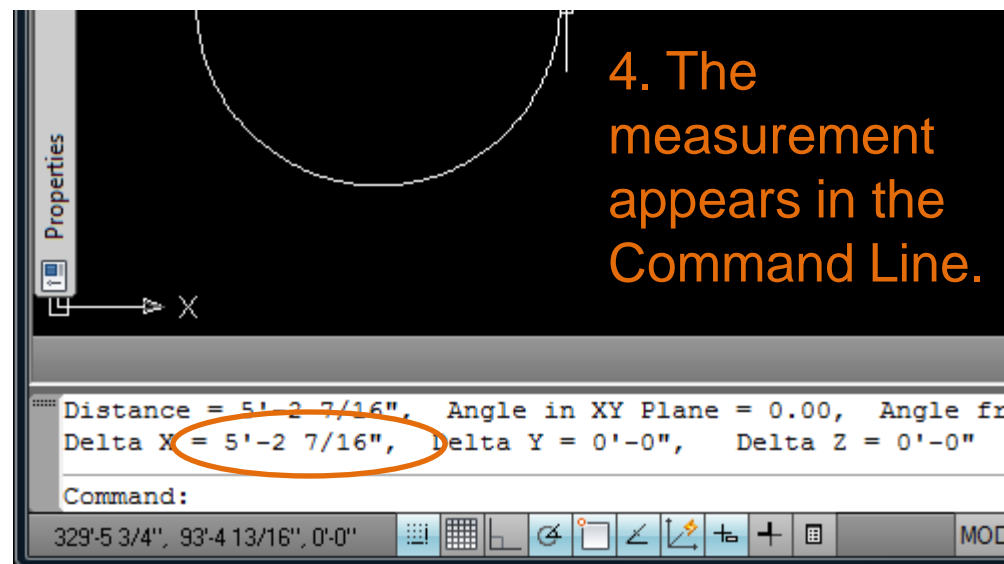 4. The
measurement
appears in the
Command Line.
Properties
X
Distance = 5'-2 7/16", Angle in XY Plane = 0.00, Angle fr
Delta X = 5'-2 7/16", Delta Y = 0'-0", Delta Z = 0'-0"
Command:
329'-5 3/4", 93'-4 13/16", 0'-0"
MOD